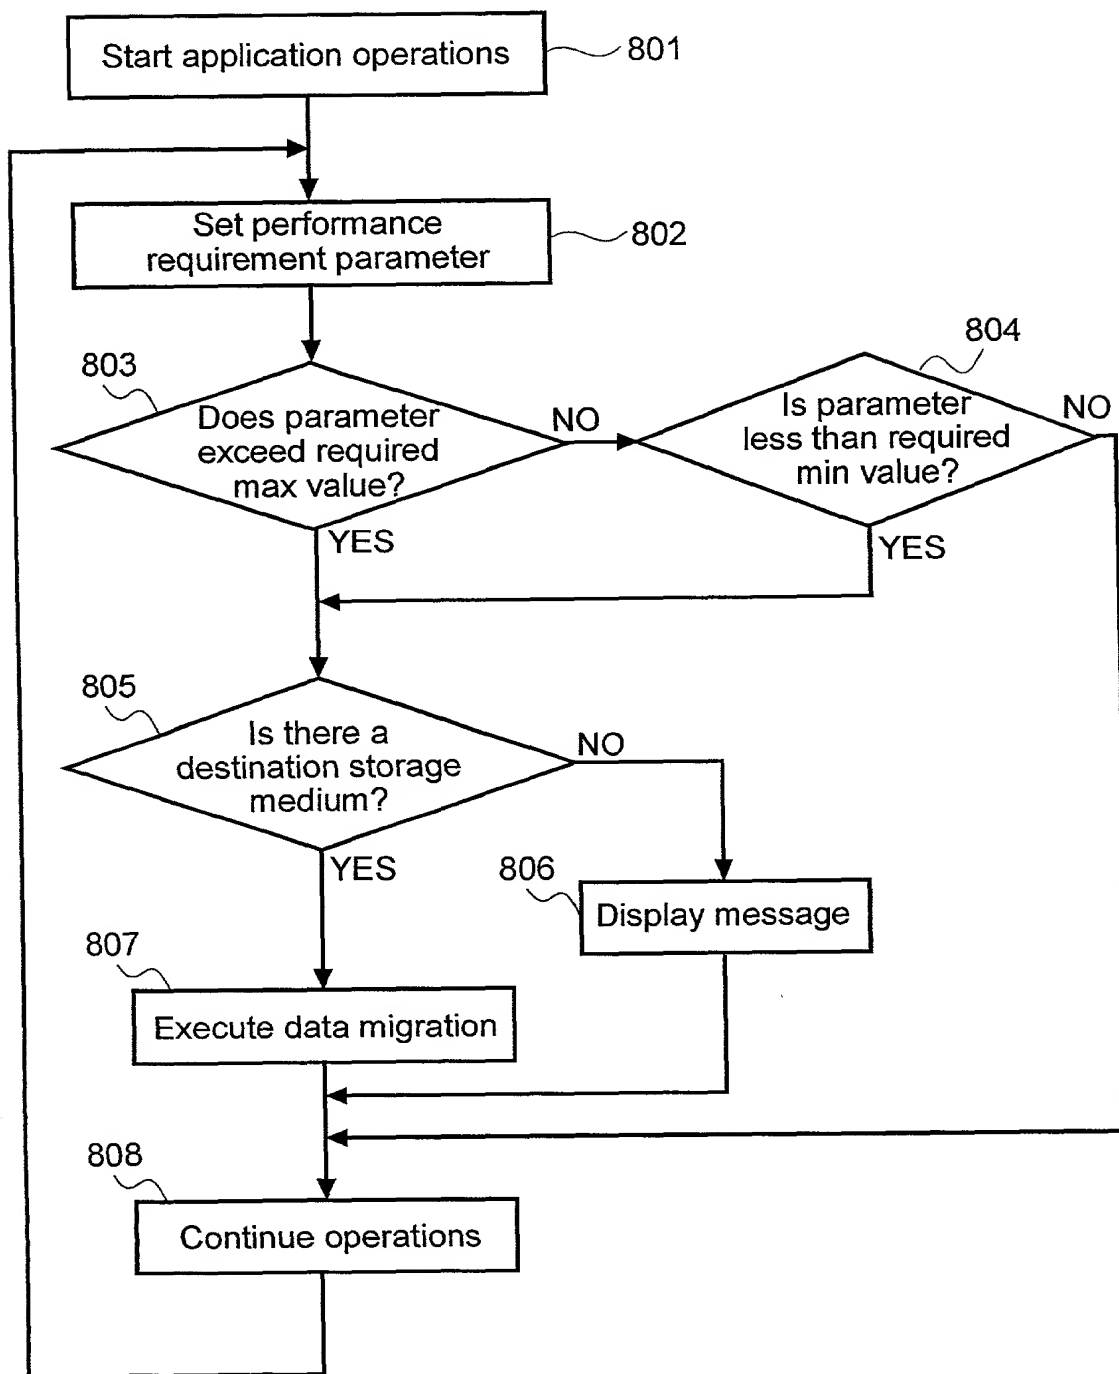 Start application operations
801
Set performance
requirement parameter
802
803
Does parameter
exceed required
max value?
NO
YES
804
Is parameter
less than required
min value?
NO
YES
805
Is there a
destination storage
medium?
NO
YES
806
Display message
807
Execute data migration
808
Continue operations